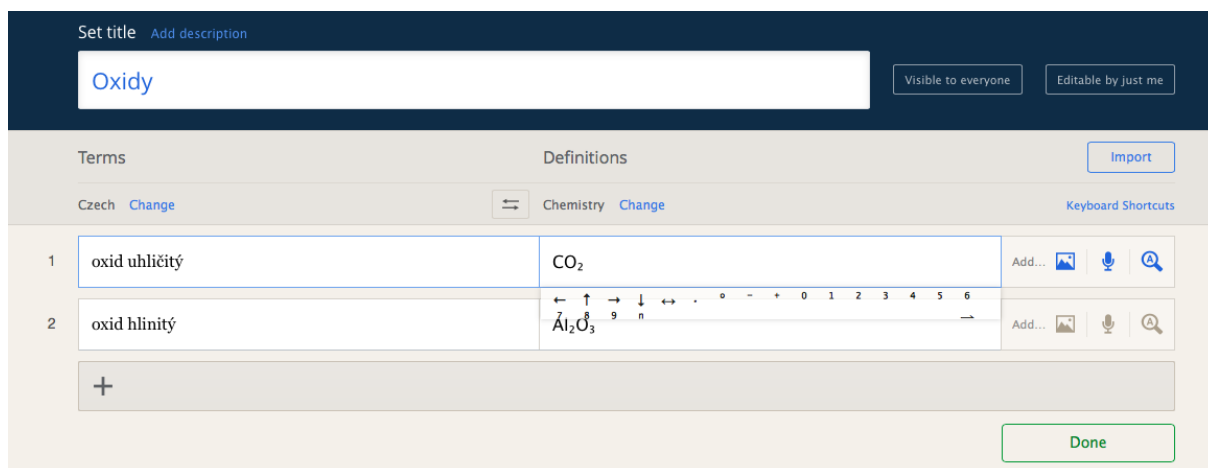 Set title Add description
Oxidy
Visible to everyone
Editable by just me
Terms Definitions Import
Czech Change ⇆ Chemistry Change Keyboard Shortcuts
1 oxid uhličitý CO₂ Add...
← ↑ → ↓ ↔ · ° − + 0 1 2 3 4 5 6
7 8 9 n ⇀
2 oxid hlinitý Al₂O₃ Add...
+
Done